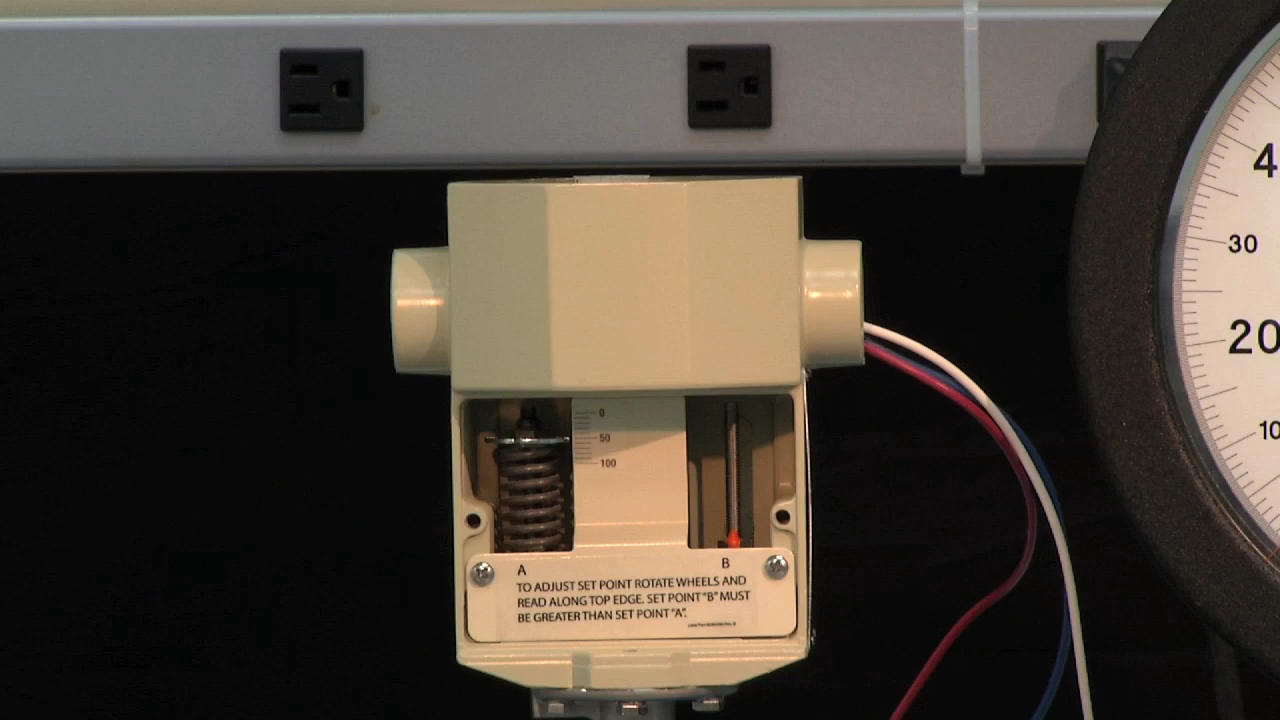 4
30
20
10
0
50
100
A
B
TO ADJUST SET POINT ROTATE WHEELS AND
READ ALONG TOP EDGE. SET POINT "B" MUST
BE GREATER THAN SET POINT "A".